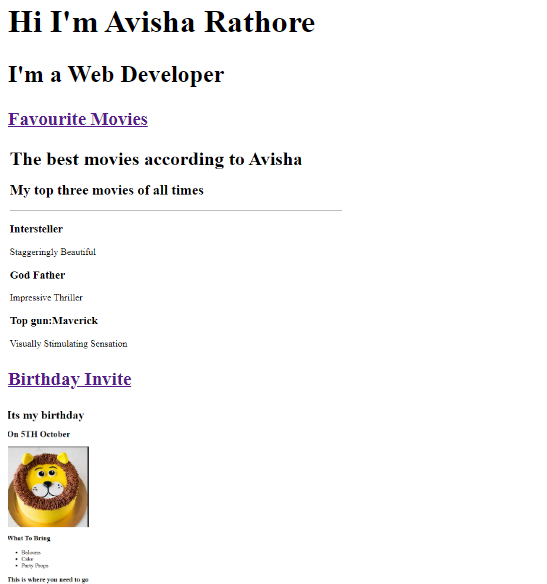 Hi I'm Avisha Rathore
I'm a Web Developer
Favourite Movies
The best movies according to Avisha
My top three movies of all times
Intersteller
Staggeringly Beautiful
God Father
Impressive Thriller
Top gun:Maverick
Visually Stimulating Sensation
Birthday Invite
Its my birthday
On 5TH October
What To Bring
Cake
Party Props
This is where you need to go